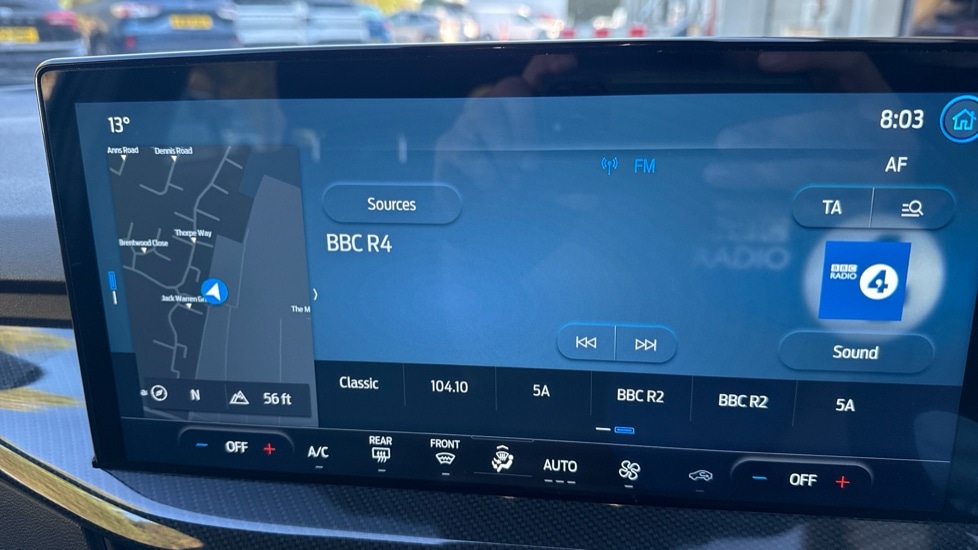 13° 8:03
Anns Road Dennis Road
FM AF
Sources TA
Thorpe Way
Brentwood Close
BBC R4
BBC
RADIO 4
Jack Warren
The M
Sound
N 56 ft
Classic 104.10 5A BBC R2 BBC R2 5A
OFF A/C REAR FRONT AUTO OFF